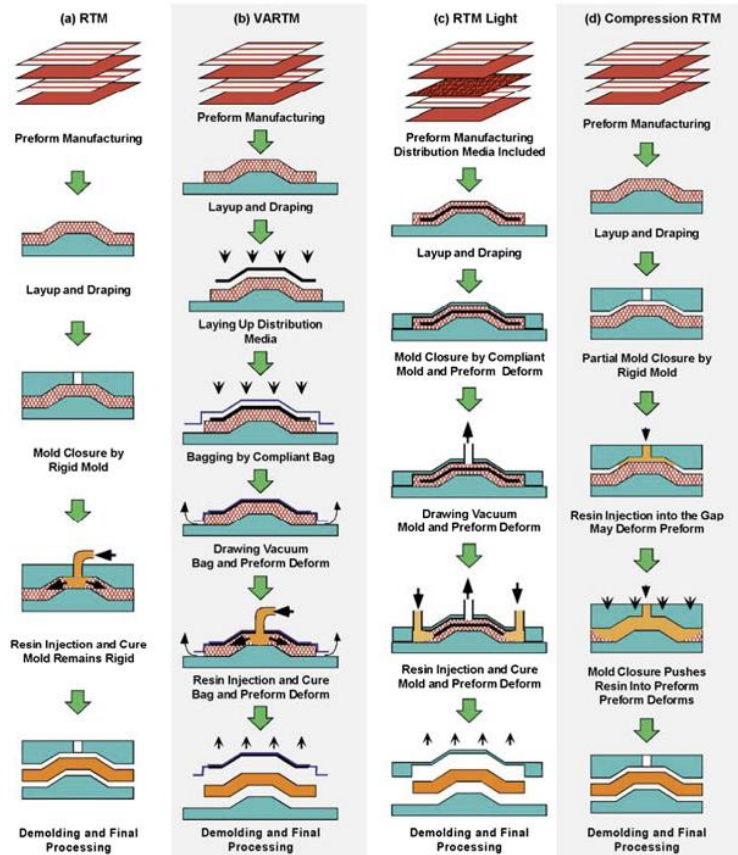 (a) RTM
Preform Manufacturing
Layup and Draping
Mold Closure by
Rigid Mold
Resin Injection and Cure
Mold Remains Rigid
Demolding and Final
Processing
(b) VARTM
Preform Manufacturing
Layup and Draping
Laying Up Distribution
Media
Bagging by Compliant Bag
Drawing Vacuum
Bag and Preform Deform
Resin Injection and Cure
Bag and Preform Deform
Demolding and Final
Processing
(c) RTM Light
Preform Manufacturing
Distribution Media Included
Layup and Draping
Mold Closure by Compliant
Mold and Preform Deform
Drawing Vacuum
Mold and Preform Deform
Resin Injection and Cure
Mold and Preform Deform
Demolding and Final
Processing
(d) Compression RTM
Preform Manufacturing
Layup and Draping
Partial Mold Closure by
Rigid Mold
Resin Injection into the Gap
May Deform Preform
Mold Closure Pushes
Resin Into Preform
Preform Deforms
Demolding and Final
Processing